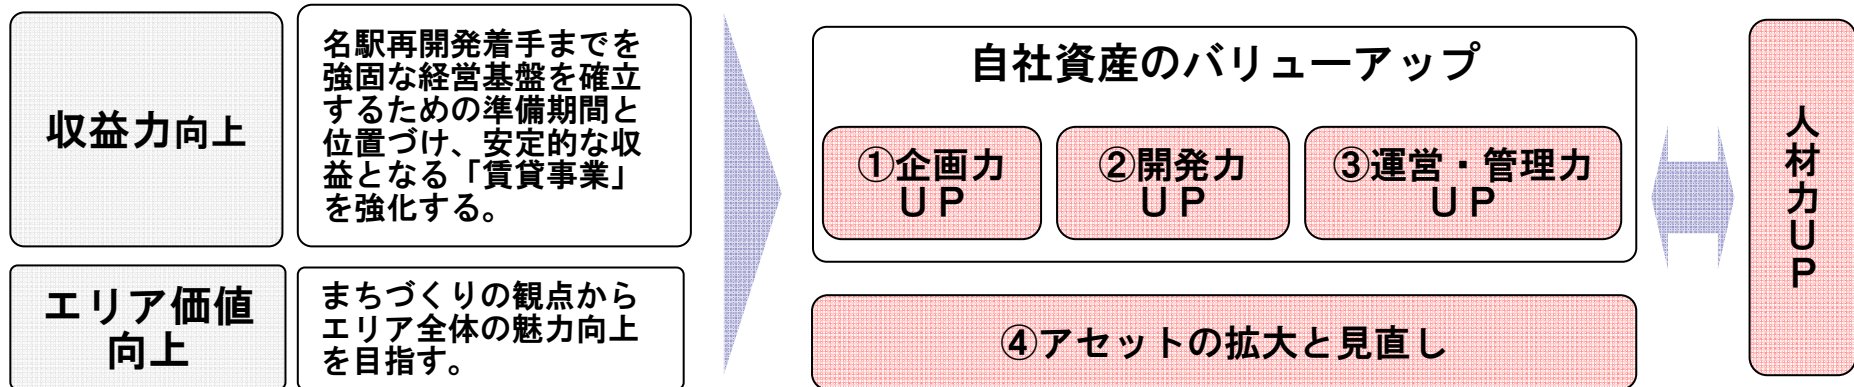 収益力向上
名駅再開発着手までを
強固な経営基盤を確立
するための準備期間と
位置づけ、安定的な収
益となる「賃貸事業」
を強化する。
エリア価値
向上
まちづくりの観点から
エリア全体の魅力向上
を目指す。
自社資産のバリューアップ
①企画力
ＵＰ
②開発力
ＵＰ
③運営・管理力
ＵＰ
④アセットの拡大と見直し
人材力ＵＰ